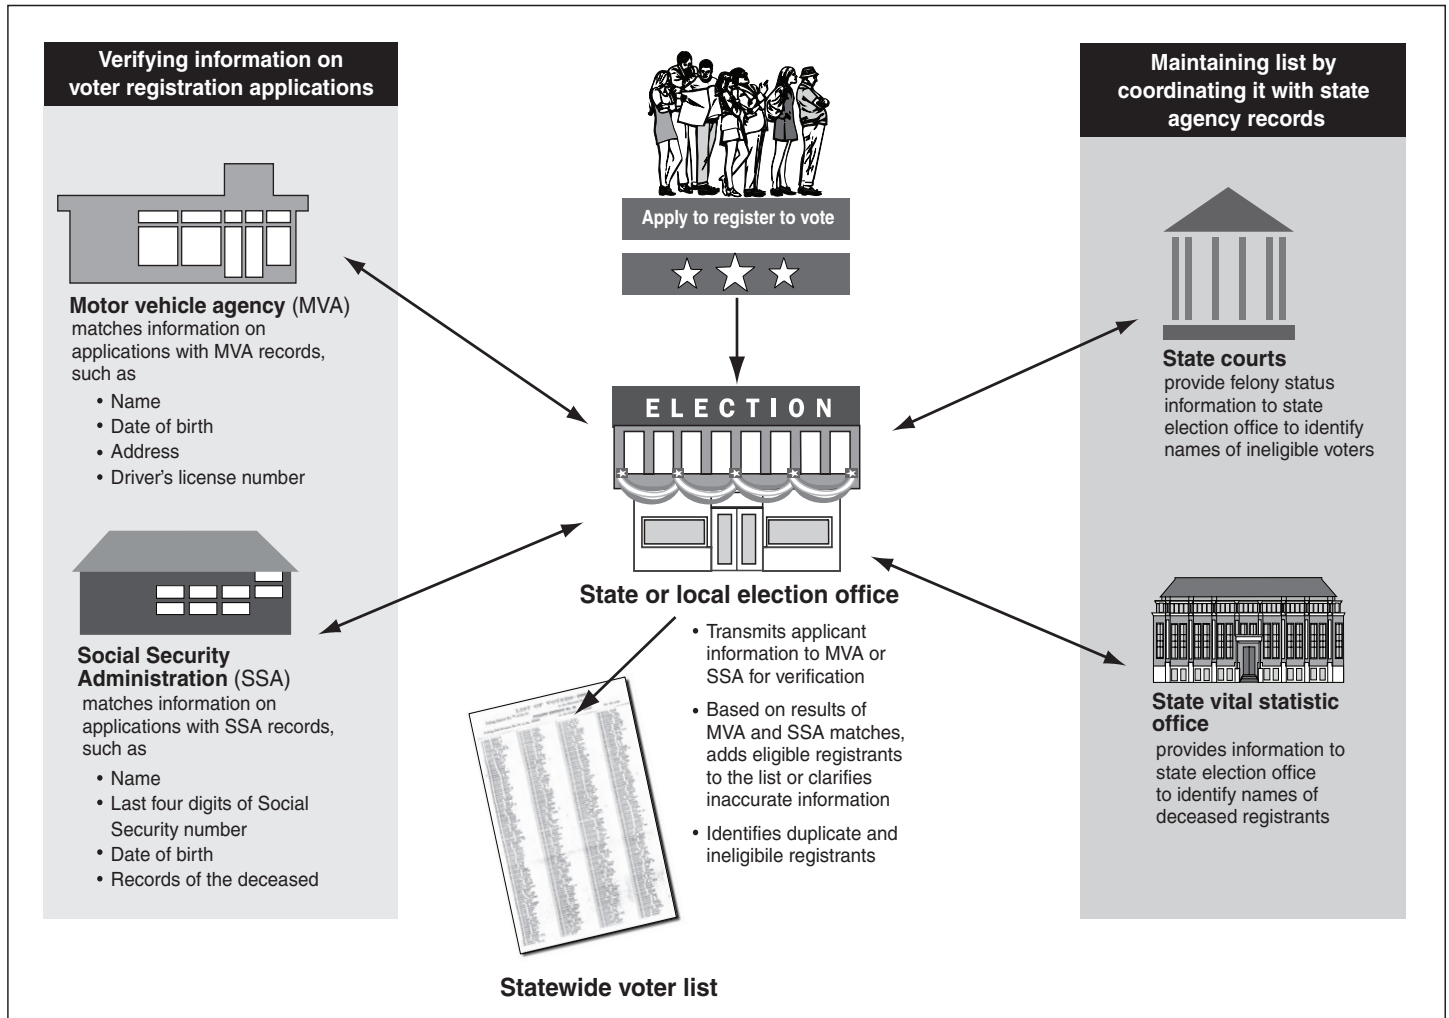 Verifying information on
voter registration applications
Motor vehicle agency (MVA)
matches information on
applications with MVA records,
such as
• Name
• Date of birth
• Address
• Driver's license number
Social Security
Administration (SSA)
matches information on
applications with SSA records,
such as
• Name
• Last four digits of Social
Security number
• Date of birth
• Records of the deceased
Apply to register to vote
ELECTION
State or local election office
• Transmits applicant
information to MVA or
SSA for verification
• Based on results of
MVA and SSA matches,
adds eligible registrants
to the list or clarifies
inaccurate information
• Identifies duplicate and
ineligibile registrants
LIST OF VOTERS
Statewide voter list
Maintaining list by
coordinating it with state
agency records
State courts
provide felony status
information to state
election office to identify
names of ineligible voters
State vital statistic
office
provides information to
state election office
to identify names of
deceased registrants